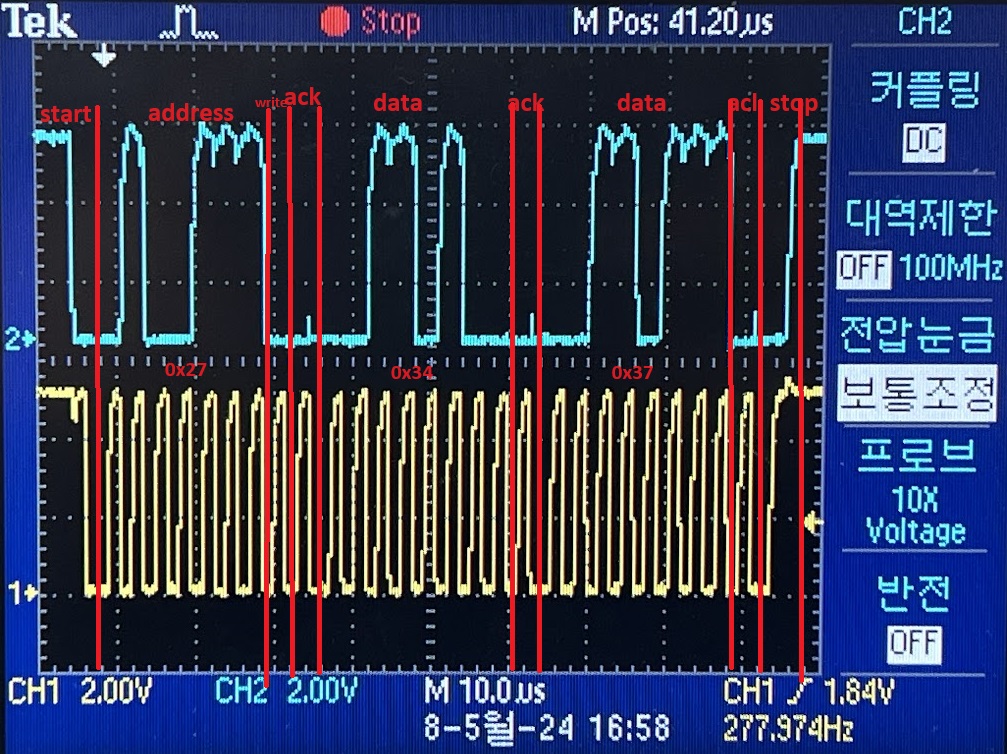 Tek Stop M Pos: 41.20µs CH2
커플링
DC
start address write ack data ack data ack stop
대역제한
OFF 100MHz
전압눈금
2
0x27 0x34 0x37
보통조정
프로브
10X
Voltage
1
반전
OFF
CH1 2.00V CH2 2.00V M 10.0µs CH1 1.84V
8-5월-24 16:58 277.974Hz